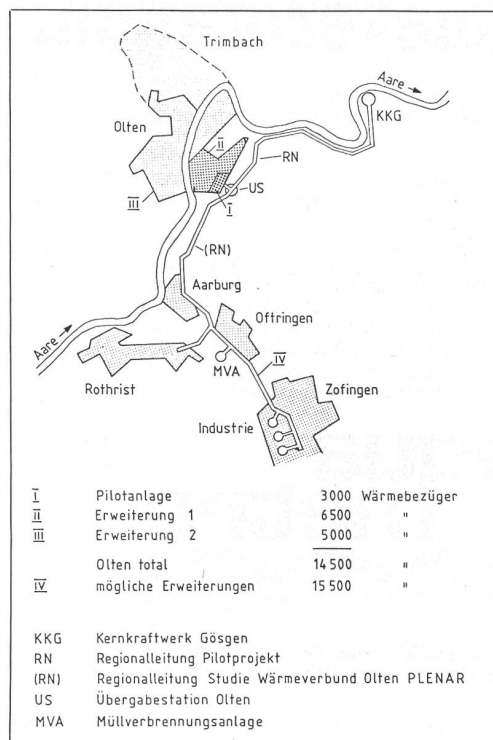 Trimbach
Aare
Olten
KKG
II
RN
III
US
I
(RN)
Aarburg
Oftringen
Aare
IV
MVA
Zofingen
Rothrist
Industrie
I Pilotanlage 3000 Wärmebezüger
II Erweiterung 1 6500 "
III Erweiterung 2 5000 "
Olten total 14 500 "
IV mögliche Erweiterungen 15 500 "
KKG Kernkraftwerk Gösgen
RN Regionalleitung Pilotprojekt
(RN) Regionalleitung Studie Wärmeverbund Olten PLENAR
US Übergabestation Olten
MVA Müllverbrennungsanlage